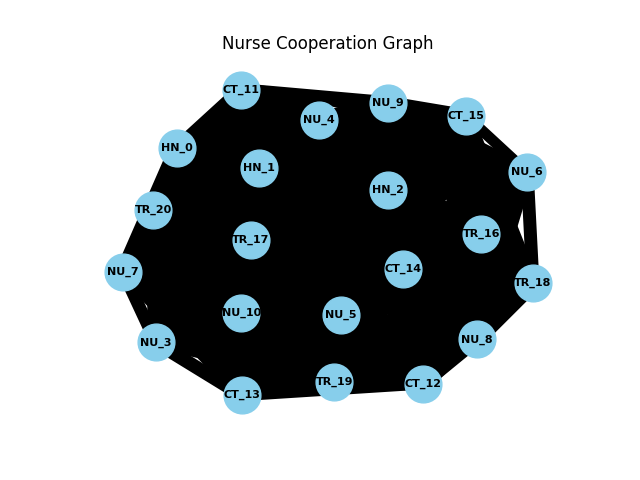 Nurse Cooperation Graph
CT_11
NU_9
CT_15
NU_4
HN_0
HN_1
NU_6
HN_2
TR_20
TR_16
TR_17
CT_14
NU_7
TR_18
NU_10
NU_5
NU_8
NU_3
TR_19
CT_12
CT_13